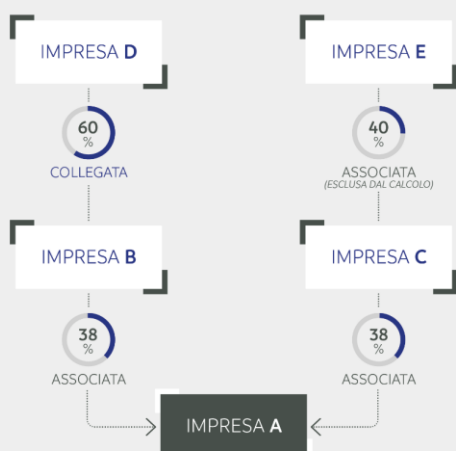 IMPRESA D
IMPRESA E
60
%
COLLEGATA
40
%
ASSOCIATA
(ESCLUSA DAL CALCOLO)
IMPRESA B
IMPRESA C
38
%
ASSOCIATA
38
%
ASSOCIATA
IMPRESA A